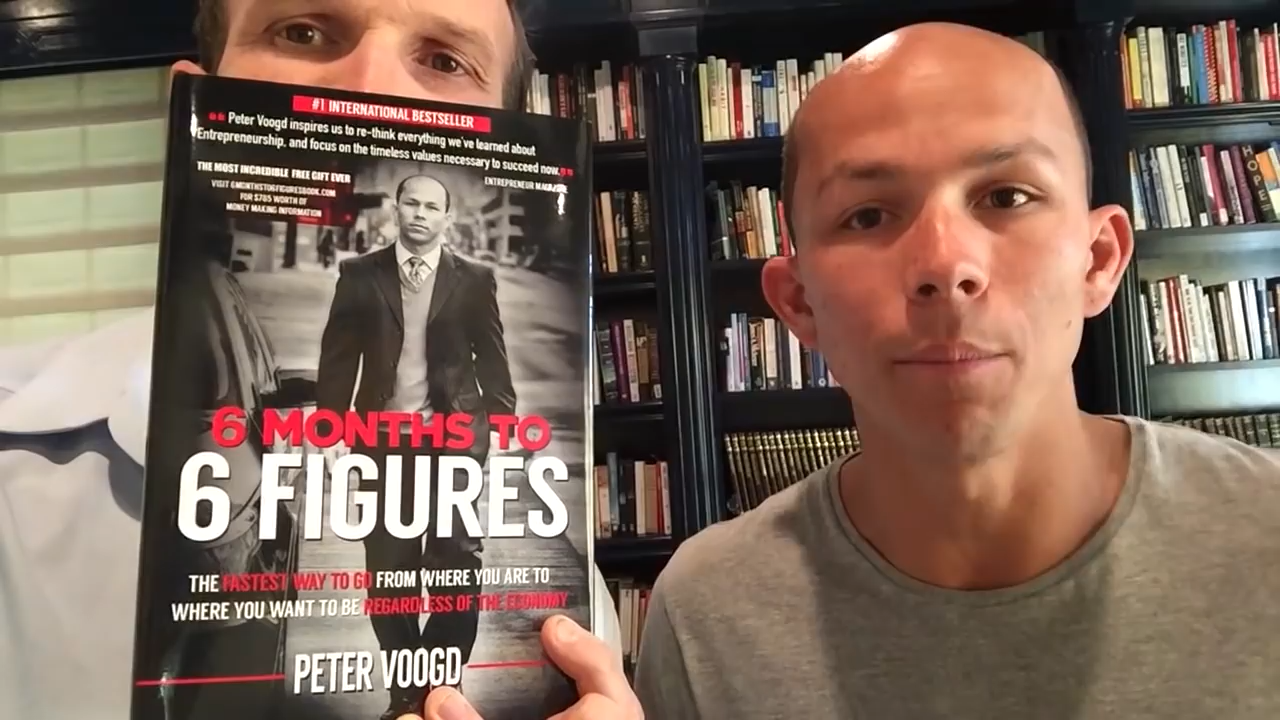 #1 INTERNATIONAL BESTSELLER
"Peter Voogd inspires us to re-think everything we've learned about
Entrepreneurship, and focus on the timeless values necessary to succeed now."
ENTREPRENEUR MAGAZINE
THE MOST INCREDIBLE FREE GIFT EVER
VISIT 6MONTHSTO6FIGURESBOOK.COM
FOR $785 WORTH OF
MONEY MAKING INFORMATION
6 MONTHS TO
6 FIGURES
THE FASTEST WAY TO GO FROM WHERE YOU ARE TO
WHERE YOU WANT TO BE REGARDLESS OF THE ECONOMY
PETER VOOGD
HOPE